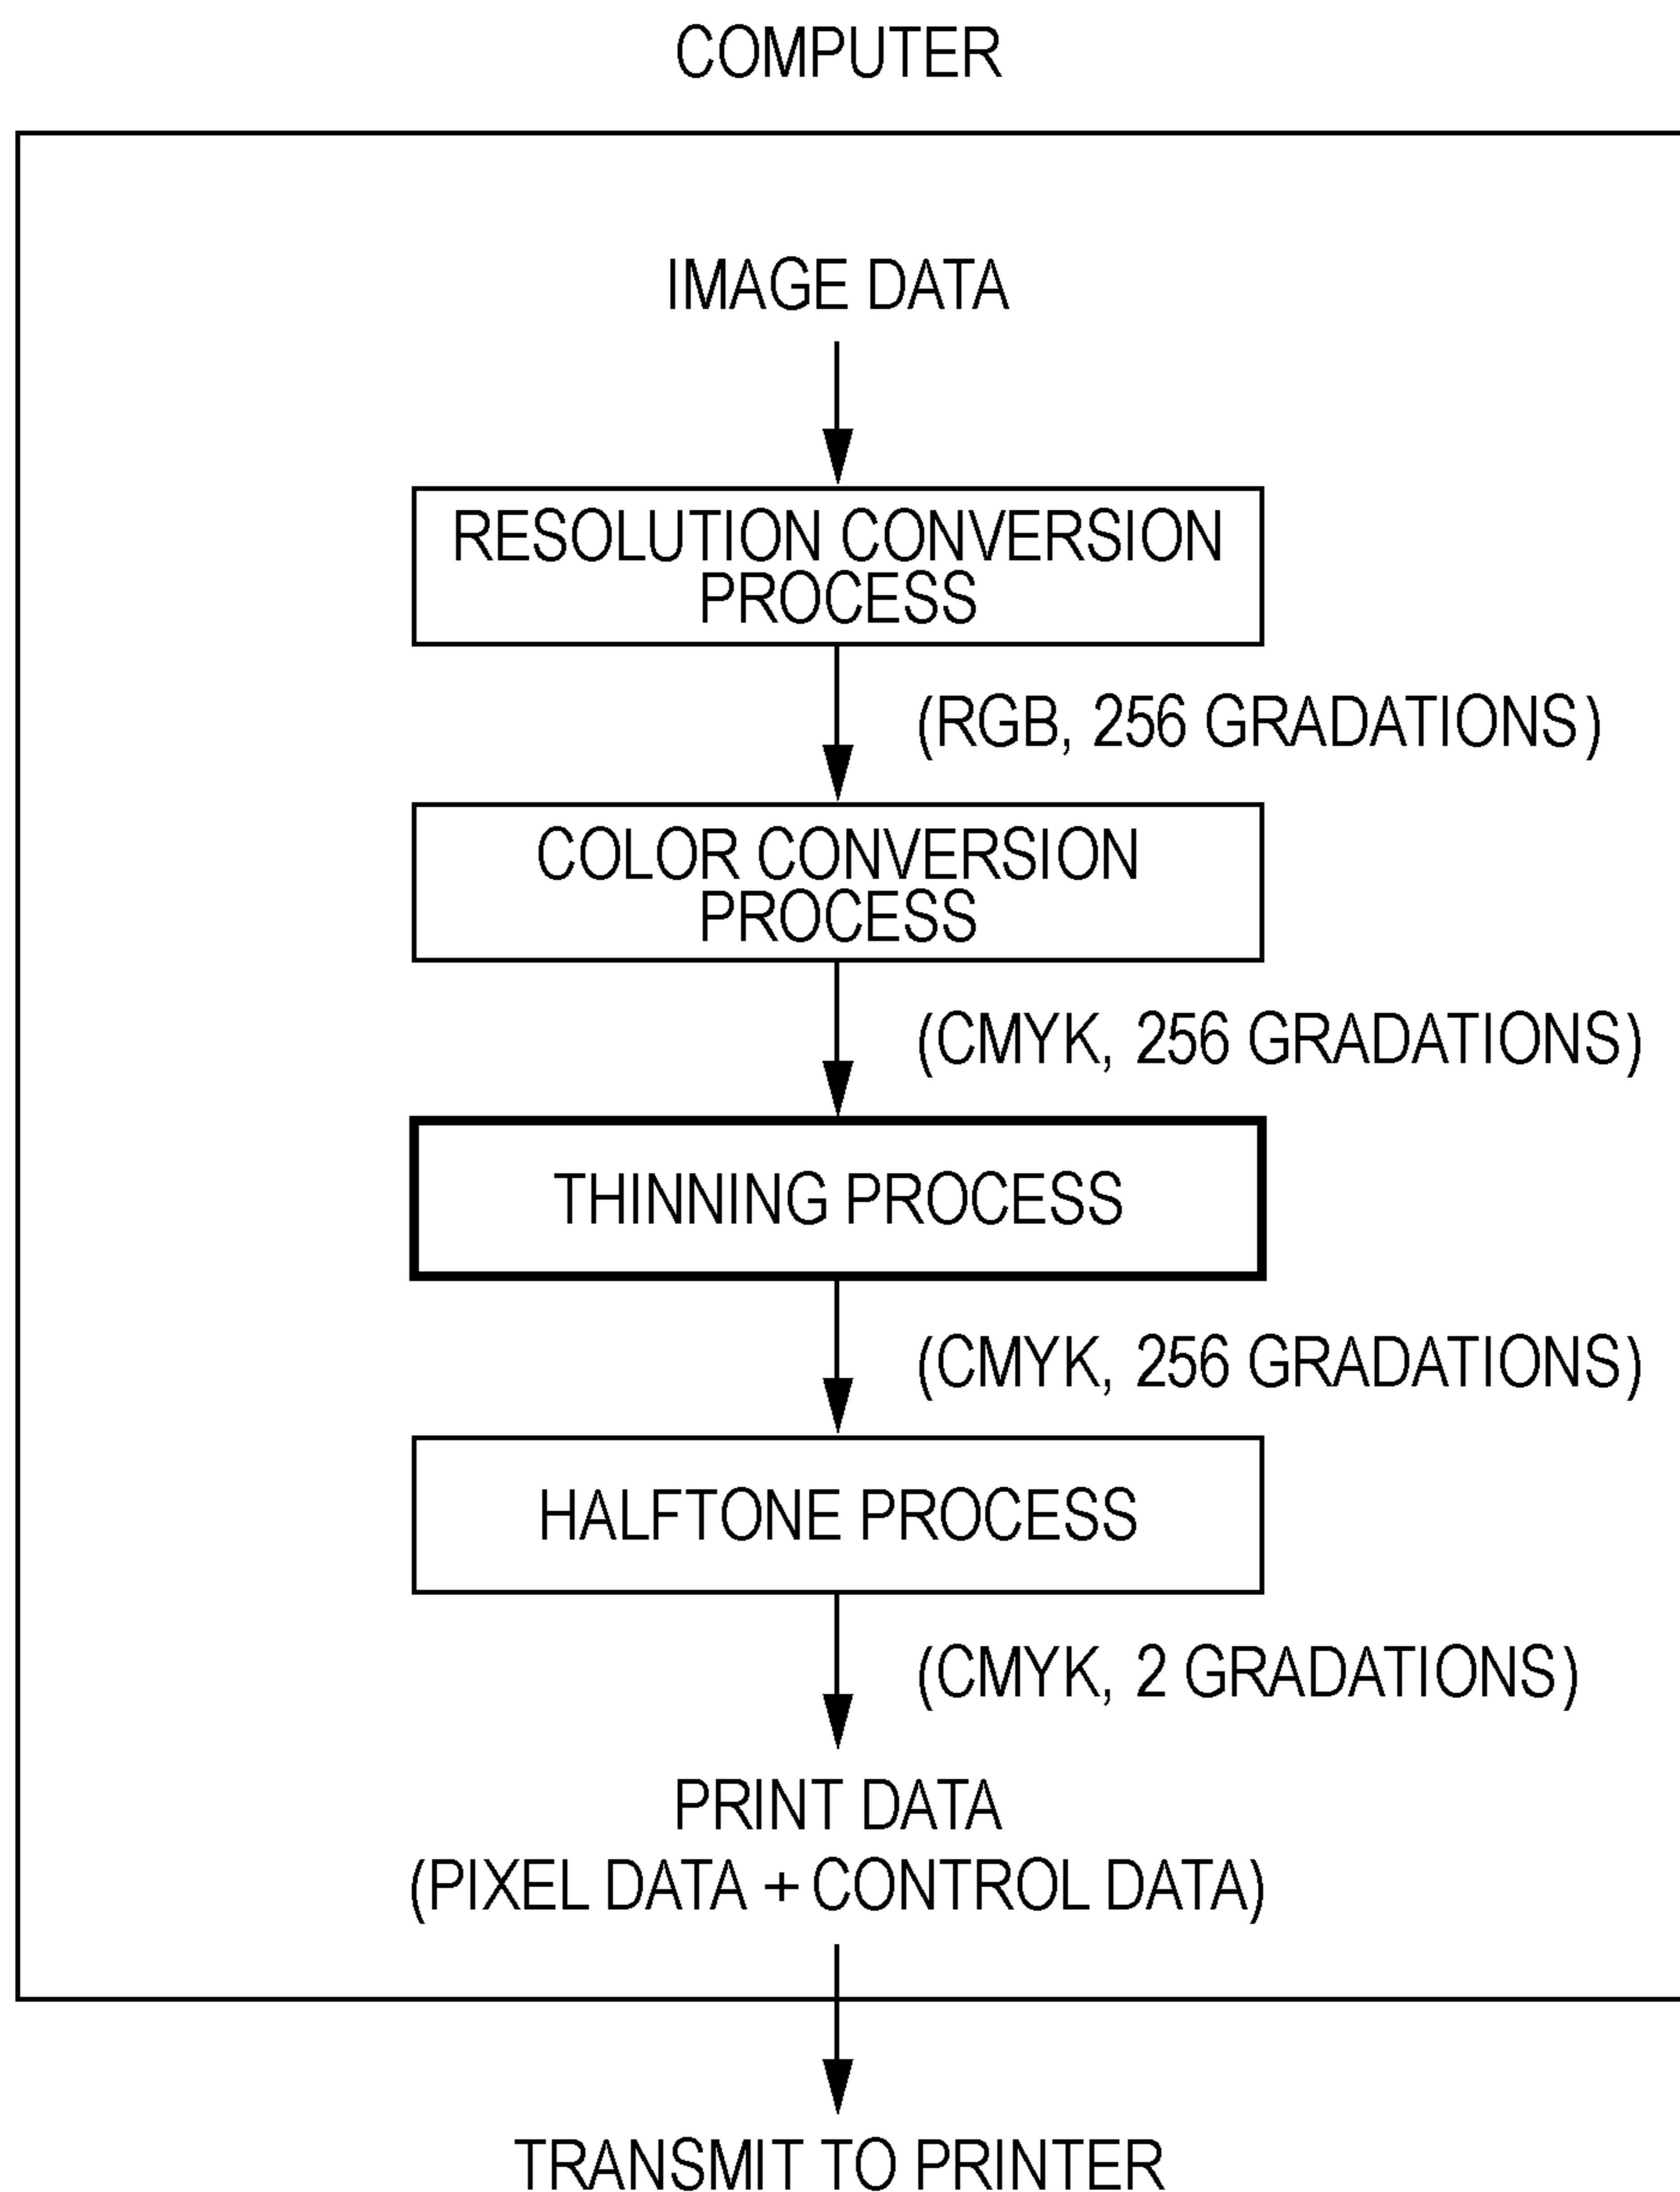 COMPUTER
IMAGE DATA
RESOLUTION CONVERSION
PROCESS
(RGB, 256 GRADATIONS)
COLOR CONVERSION
PROCESS
(CMYK, 256 GRADATIONS)
THINNING PROCESS
(CMYK, 256 GRADATIONS)
HALFTONE PROCESS
(CMYK, 2 GRADATIONS)
PRINT DATA
(PIXEL DATA + CONTROL DATA)
TRANSMIT TO PRINTER